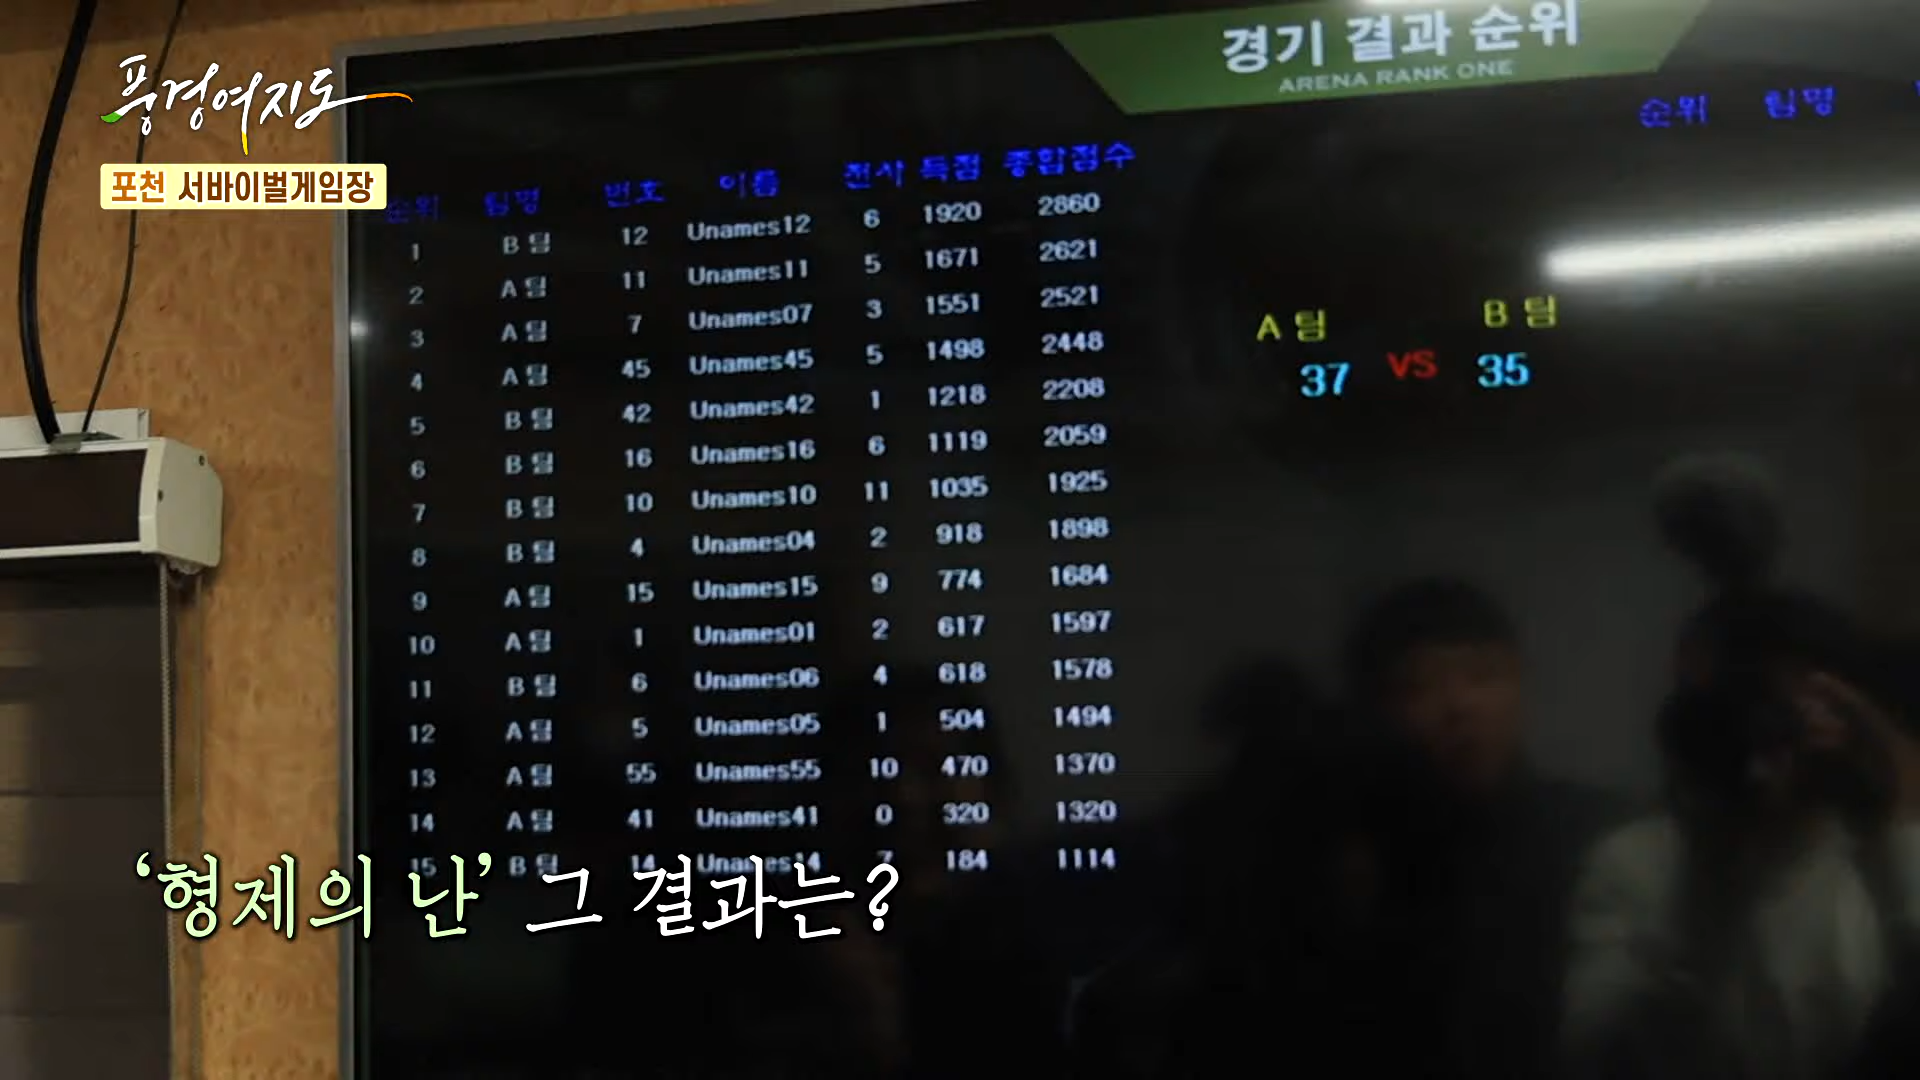 풍경여지도
포천 서바이벌게임장
경기 결과 순위
ARENA RANK ONE
순위 팀명
순위 팀명 번호 이름 전사 득점 종합점수
1 B 팀 12 Unames12 6 1920 2860
2 A 팀 11 Unames11 5 1671 2621
3 A 팀 7 Unames07 3 1551 2521
4 A 팀 45 Unames45 5 1498 2448
5 B 팀 42 Unames42 1 1218 2208
6 B 팀 16 Unames16 6 1119 2059
7 B 팀 10 Unames10 11 1035 1925
8 B 팀 4 Unames04 2 918 1898
9 A 팀 15 Unames15 9 774 1684
10 A 팀 1 Unames01 2 617 1597
11 B 팀 6 Unames06 4 618 1578
12 A 팀 5 Unames05 1 504 1494
13 A 팀 55 Unames55 10 470 1370
14 A 팀 41 Unames41 0 320 1320
15 B 팀 14 Unames14 7 184 1114
A 팀 B 팀
37 VS 35
‘형제의 난’ 그 결과는?